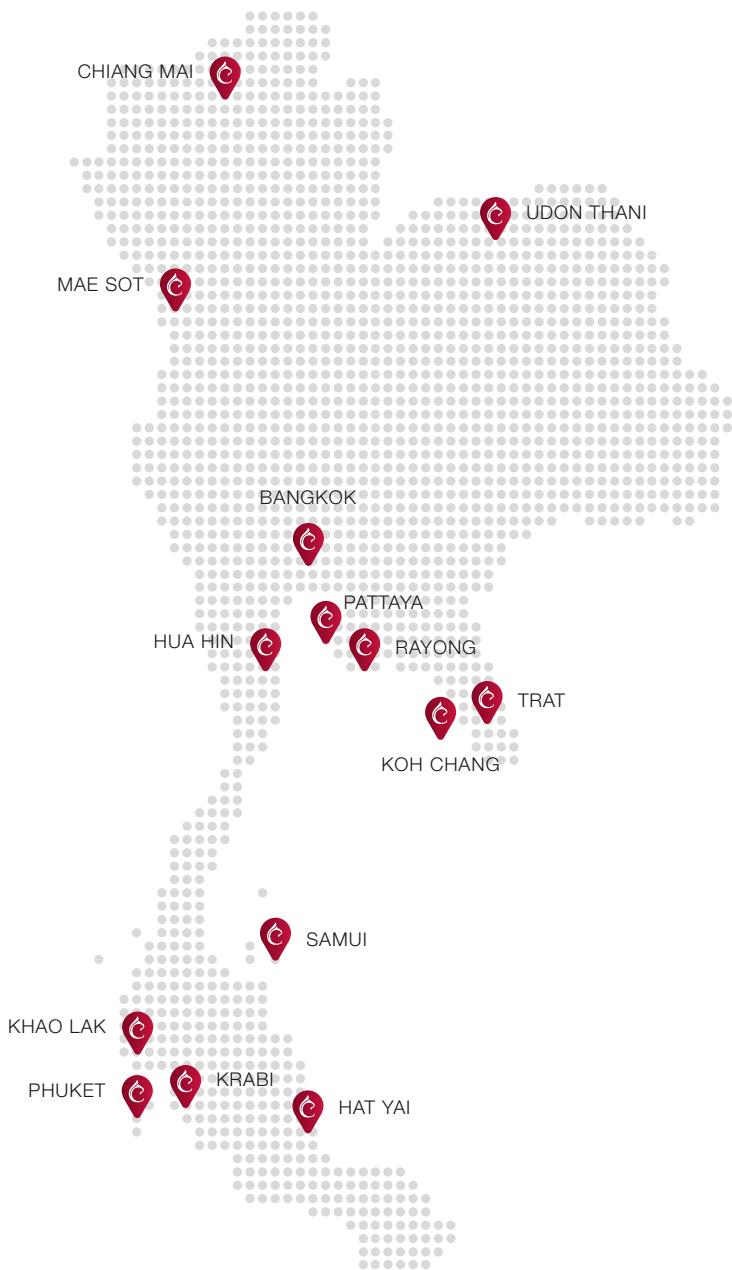 CHIANG MAI
UDON THANI
MAE SOT
BANGKOK
PATTAYA
HUA HIN
RAYONG
TRAT
KOH CHANG
SAMUI
KHAO LAK
KRABI
PHUKET
HAT YAI